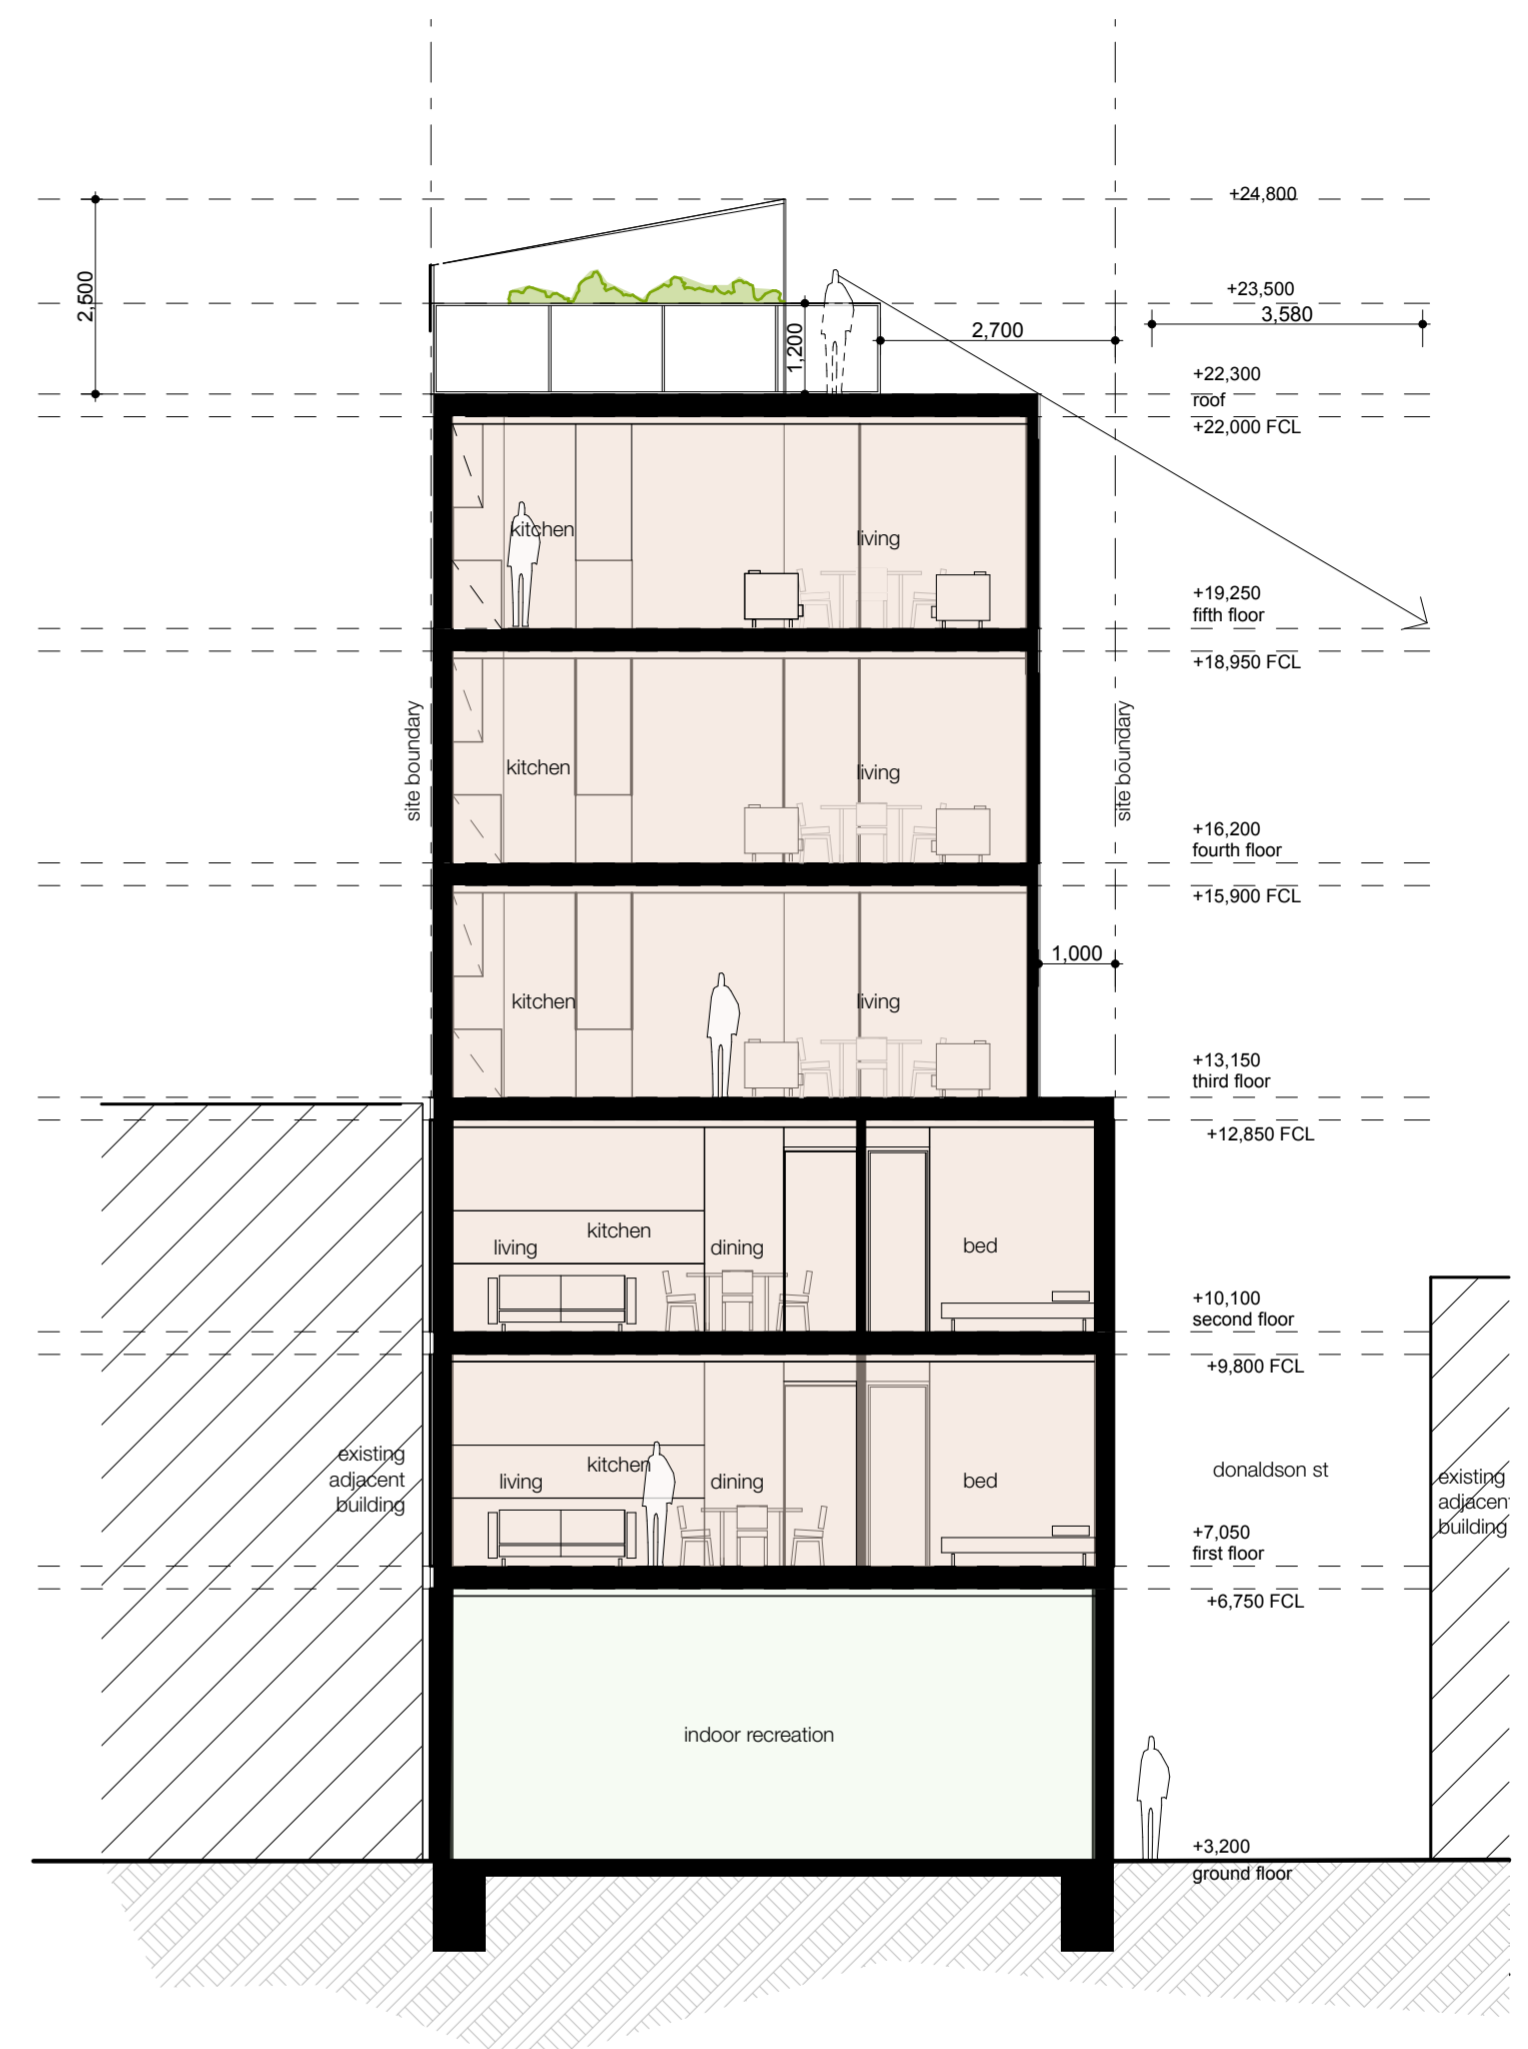 +24,800
2,500
+23,500
3,580
2,700
1,200
+22,300
roof
+22,000 FCL
kitchen
living
+19,250
fifth floor
+18,950 FCL
site boundary
site boundary
kitchen
living
+16,200
fourth floor
+15,900 FCL
1,000
kitchen
living
+13,150
third floor
+12,850 FCL
kitchen
living
dining
bed
+10,100
second floor
+9,800 FCL
existing
adjacent
building
kitchen
living
dining
bed
donaldson st
existing
adjacent
building
+7,050
first floor
+6,750 FCL
indoor recreation
+3,200
ground floor